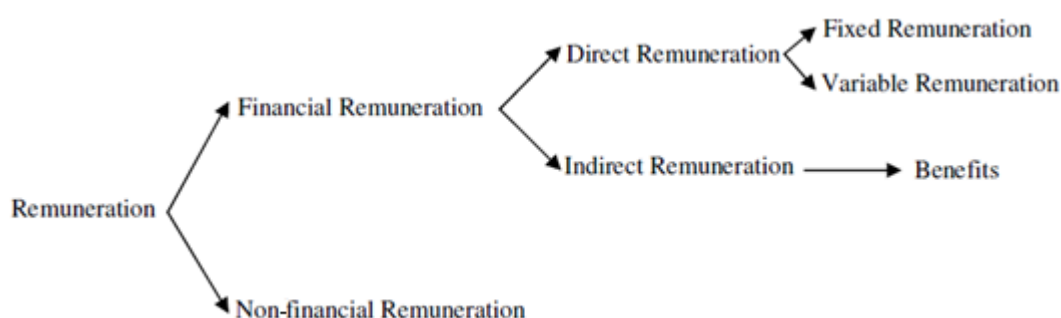 Fixed Remuneration
Direct Remuneration
Variable Remuneration
Financial Remuneration
Indirect Remuneration
Benefits
Remuneration
Non-financial Remuneration